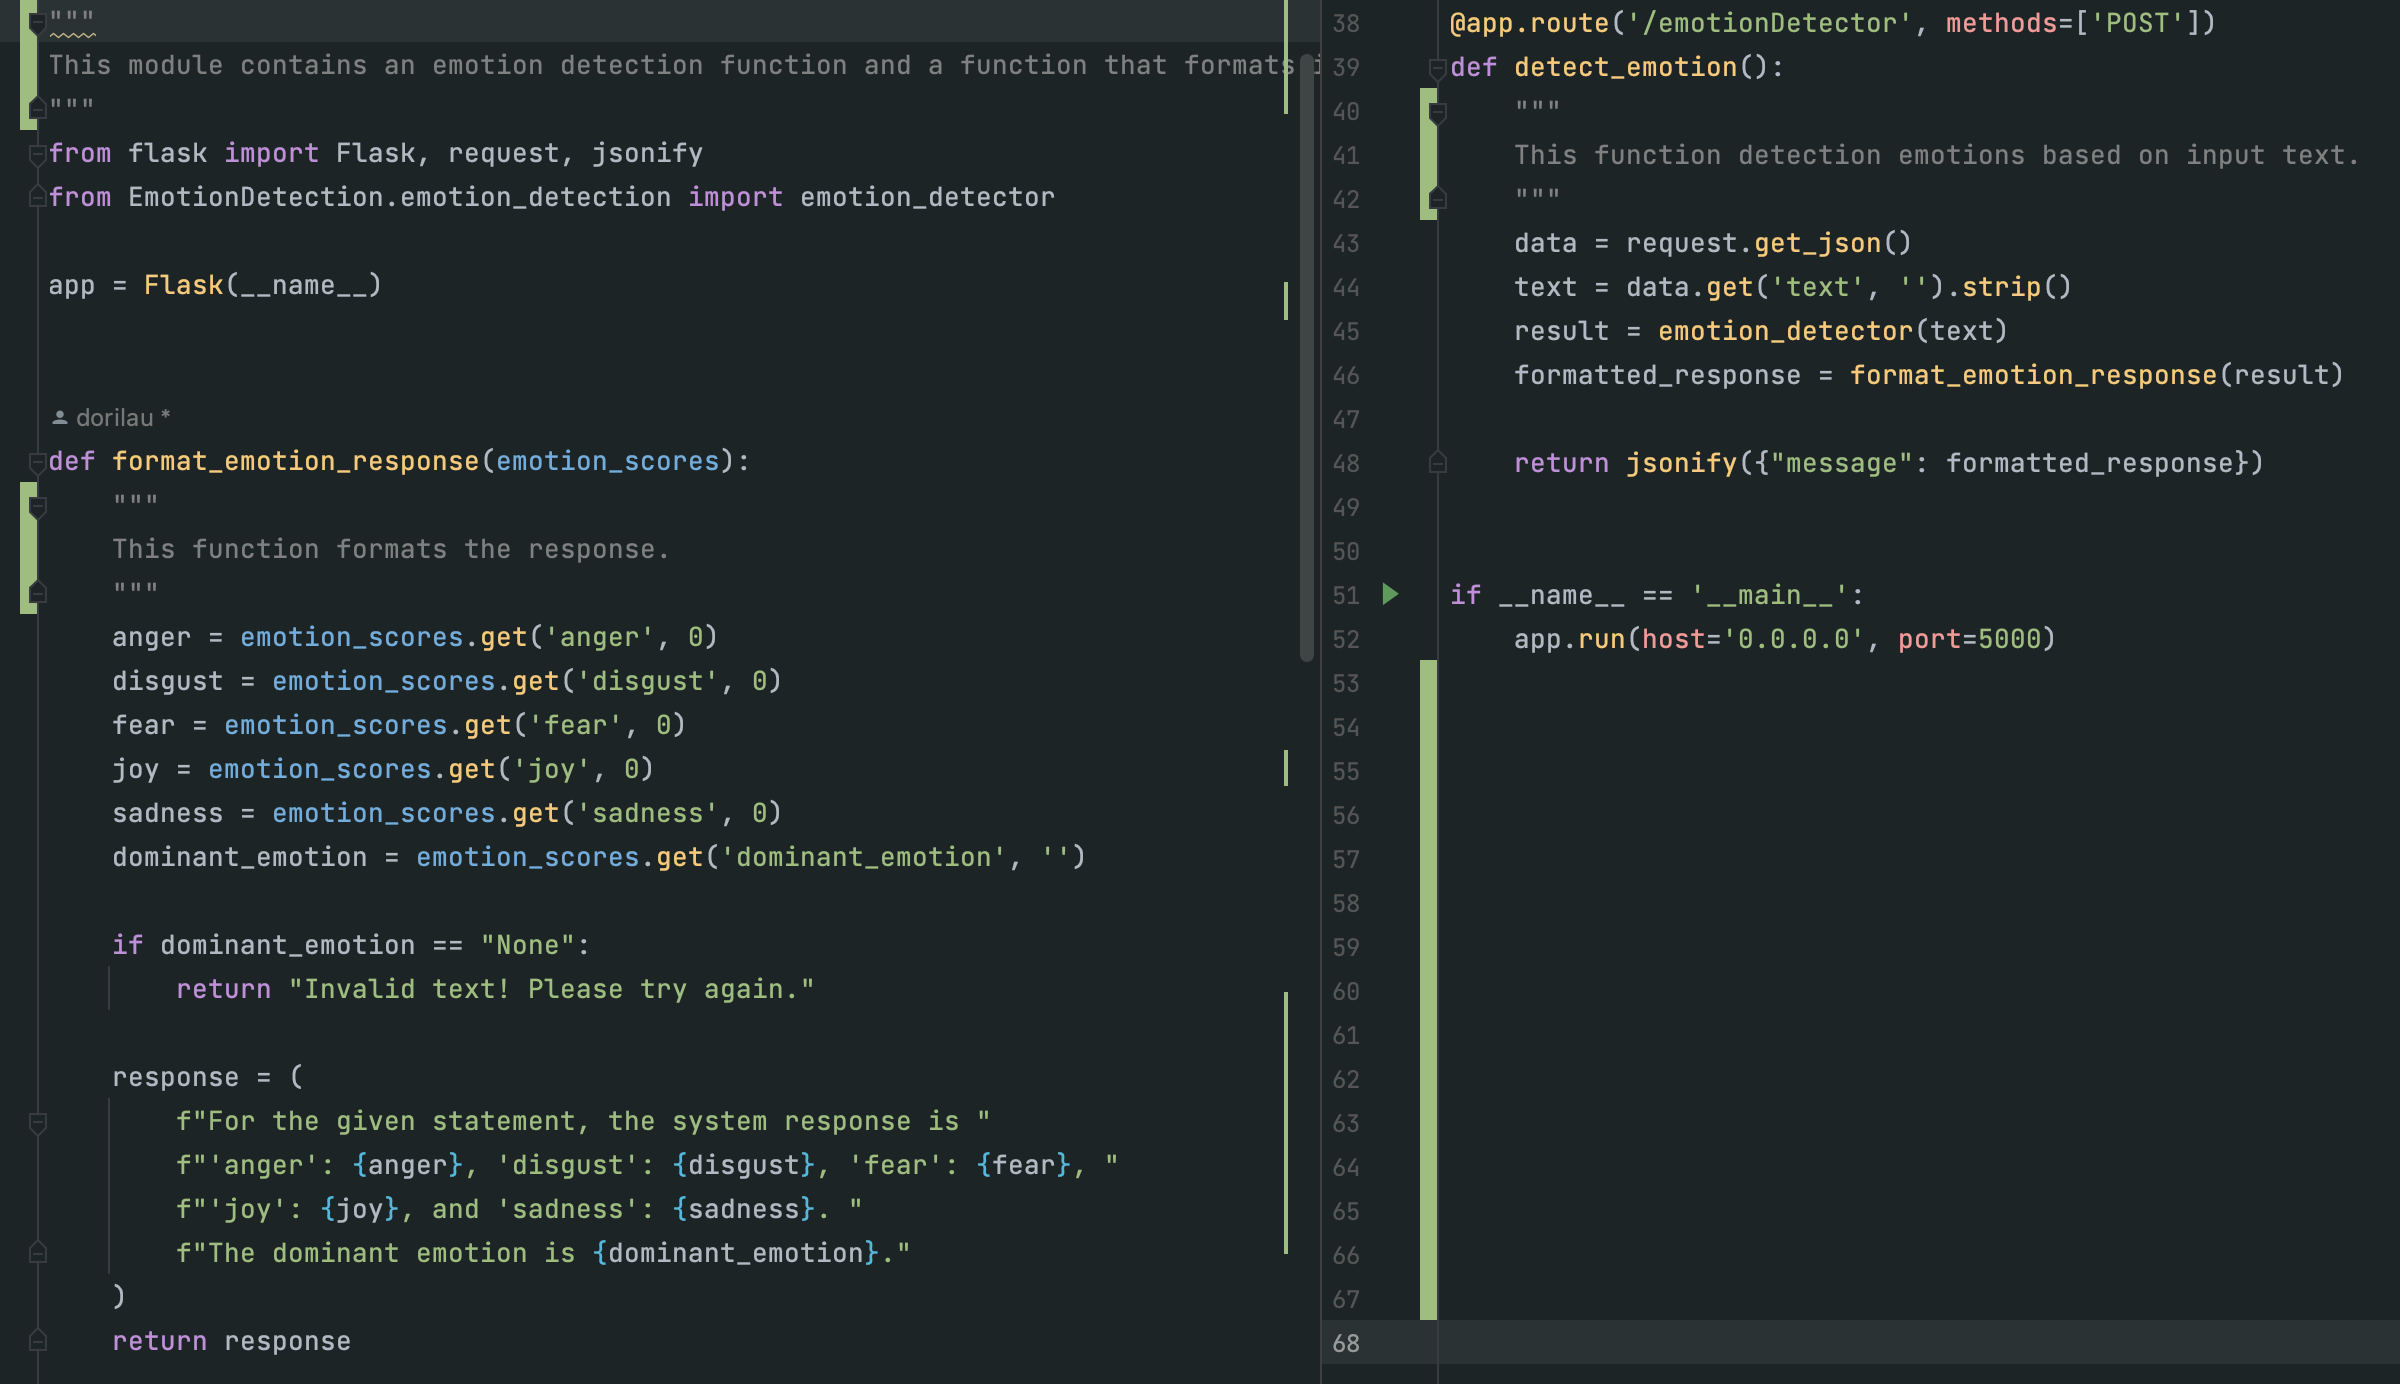 """
This module contains an emotion detection function and a function that formats
"""
from flask import Flask, request, jsonify
from EmotionDetection.emotion_detection import emotion_detector
app = Flask(__name__)
dorilau *
def format_emotion_response(emotion_scores):
    """
    This function formats the response.
    """
    anger = emotion_scores.get('anger', 0)
    disgust = emotion_scores.get('disgust', 0)
    fear = emotion_scores.get('fear', 0)
    joy = emotion_scores.get('joy', 0)
    sadness = emotion_scores.get('sadness', 0)
    dominant_emotion = emotion_scores.get('dominant_emotion', '')
    if dominant_emotion == "None":
        return "Invalid text! Please try again."
    response = (
        f"For the given statement, the system response is "
        f"'anger': {anger}, 'disgust': {disgust}, 'fear': {fear}, "
        f"'joy': {joy}, and 'sadness': {sadness}. "
        f"The dominant emotion is {dominant_emotion}."
    )
    return response
38 @app.route('/emotionDetector', methods=['POST'])
39 def detect_emotion():
40     """
41     This function detection emotions based on input text.
42     """
43     data = request.get_json()
44     text = data.get('text', '').strip()
45     result = emotion_detector(text)
46     formatted_response = format_emotion_response(result)
47
48     return jsonify({"message": formatted_response})
49
50
51 if __name__ == '__main__':
52     app.run(host='0.0.0.0', port=5000)
53
54
55
56
57
58
59
60
61
62
63
64
65
66
67
68